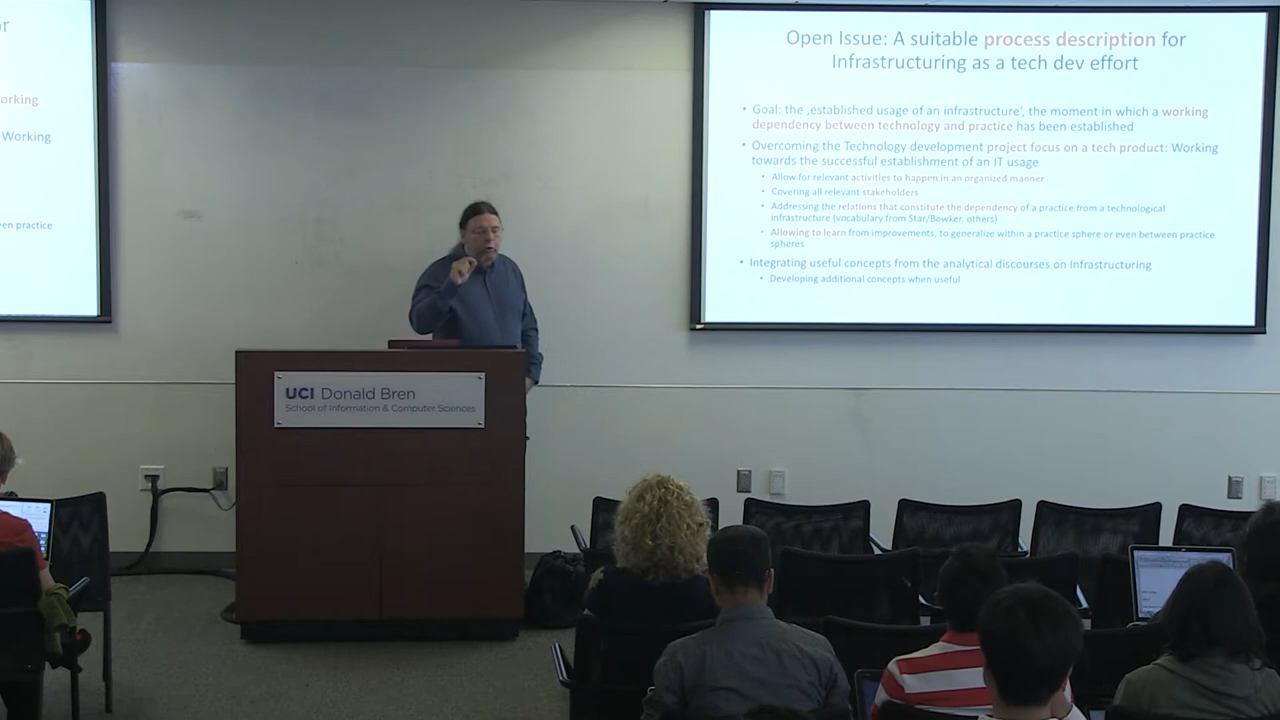 or
orking
Working
en practice
Open Issue: A suitable process description for
Infrastructuring as a tech dev effort
• Goal: the ‚established usage of an infrastructure‘, the moment in which a working
dependency between technology and practice has been established
• Overcoming the Technology development project focus on a tech product: Working
towards the successful establishment of an IT usage
• Allow for relevant activities to happen in an organized manner
• Covering all relevant stakeholders
• Addressing the relations that constitute the dependency of a practice from a technological
infrastructure (vocabulary from Star/Bowker, others)
• Allowing to learn from improvements, to generalize within a practice sphere or even between practice
spheres
• Integrating useful concepts from the analytical discourses on Infrastructuring
• Developing additional concepts when useful
UCI Donald Bren
School of Information & Computer Sciences